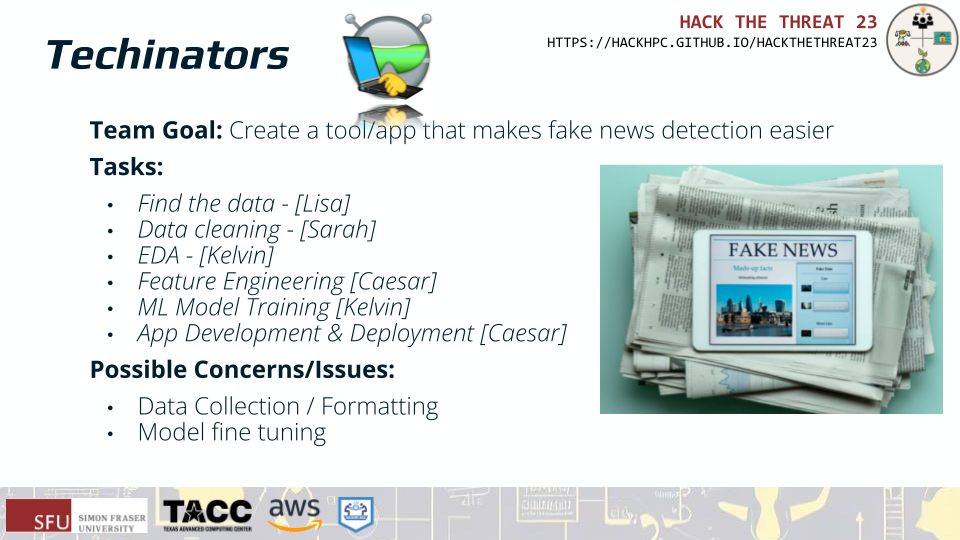 HACK THE THREAT 23
HTTPS://HACKHPC.GITHUB.IO/HACKTHETHREAT23
Techinators
Team Goal: Create a tool/app that makes fake news detection easier
Tasks:
• Find the data - [Lisa]
• Data cleaning - [Sarah]
• EDA - [Kelvin]
• Feature Engineering [Caesar]
• ML Model Training [Kelvin]
• App Development & Deployment [Caesar]
Possible Concerns/Issues:
• Data Collection / Formatting
• Model fine tuning
FAKE NEWS
Made-up facts
SFU
SIMON FRASER
UNIVERSITY
TACC
TEXAS ADVANCED COMPUTING CENTER
aws